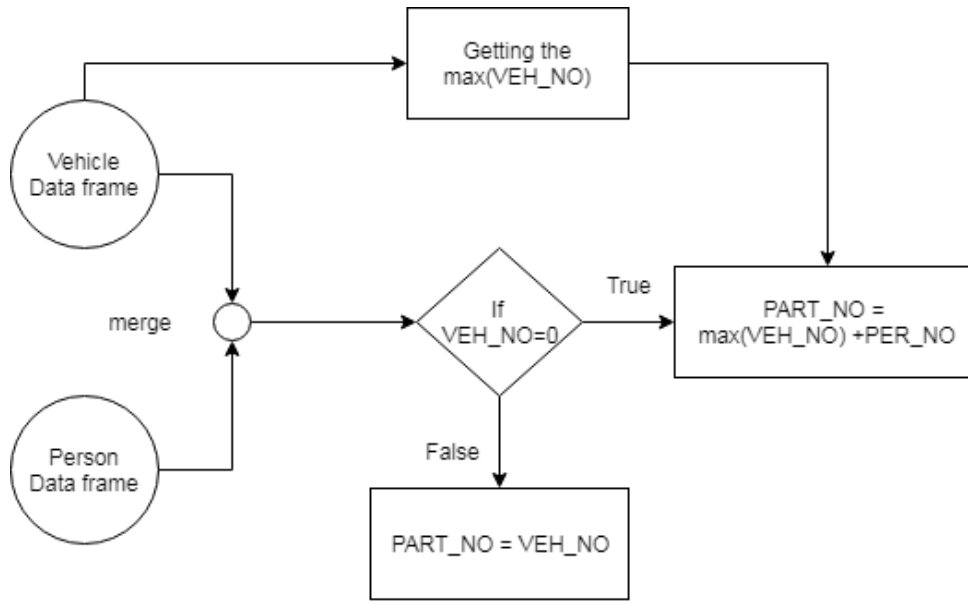 Getting the
max(VEH_NO)
Vehicle
Data frame
merge
If
VEH_NO=0
True
PART_NO =
max(VEH_NO) +PER_NO
Person
Data frame
False
PART_NO = VEH_NO